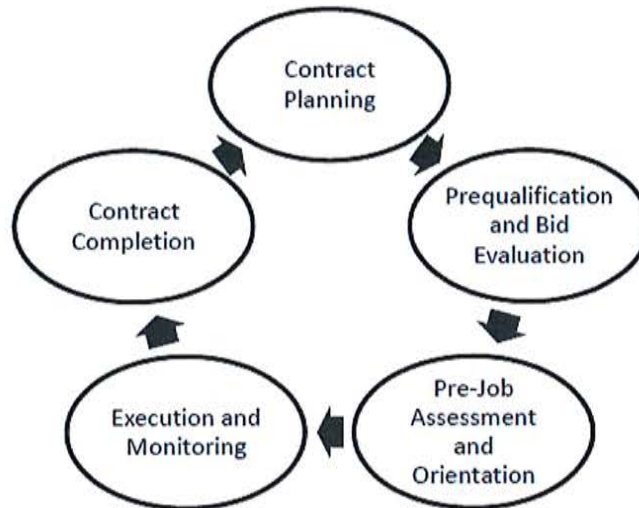 Contract
Planning
Prequalification
and Bid
Evaluation
Pre-Job
Assessment
and
Orientation
Execution and
Monitoring
Contract
Completion